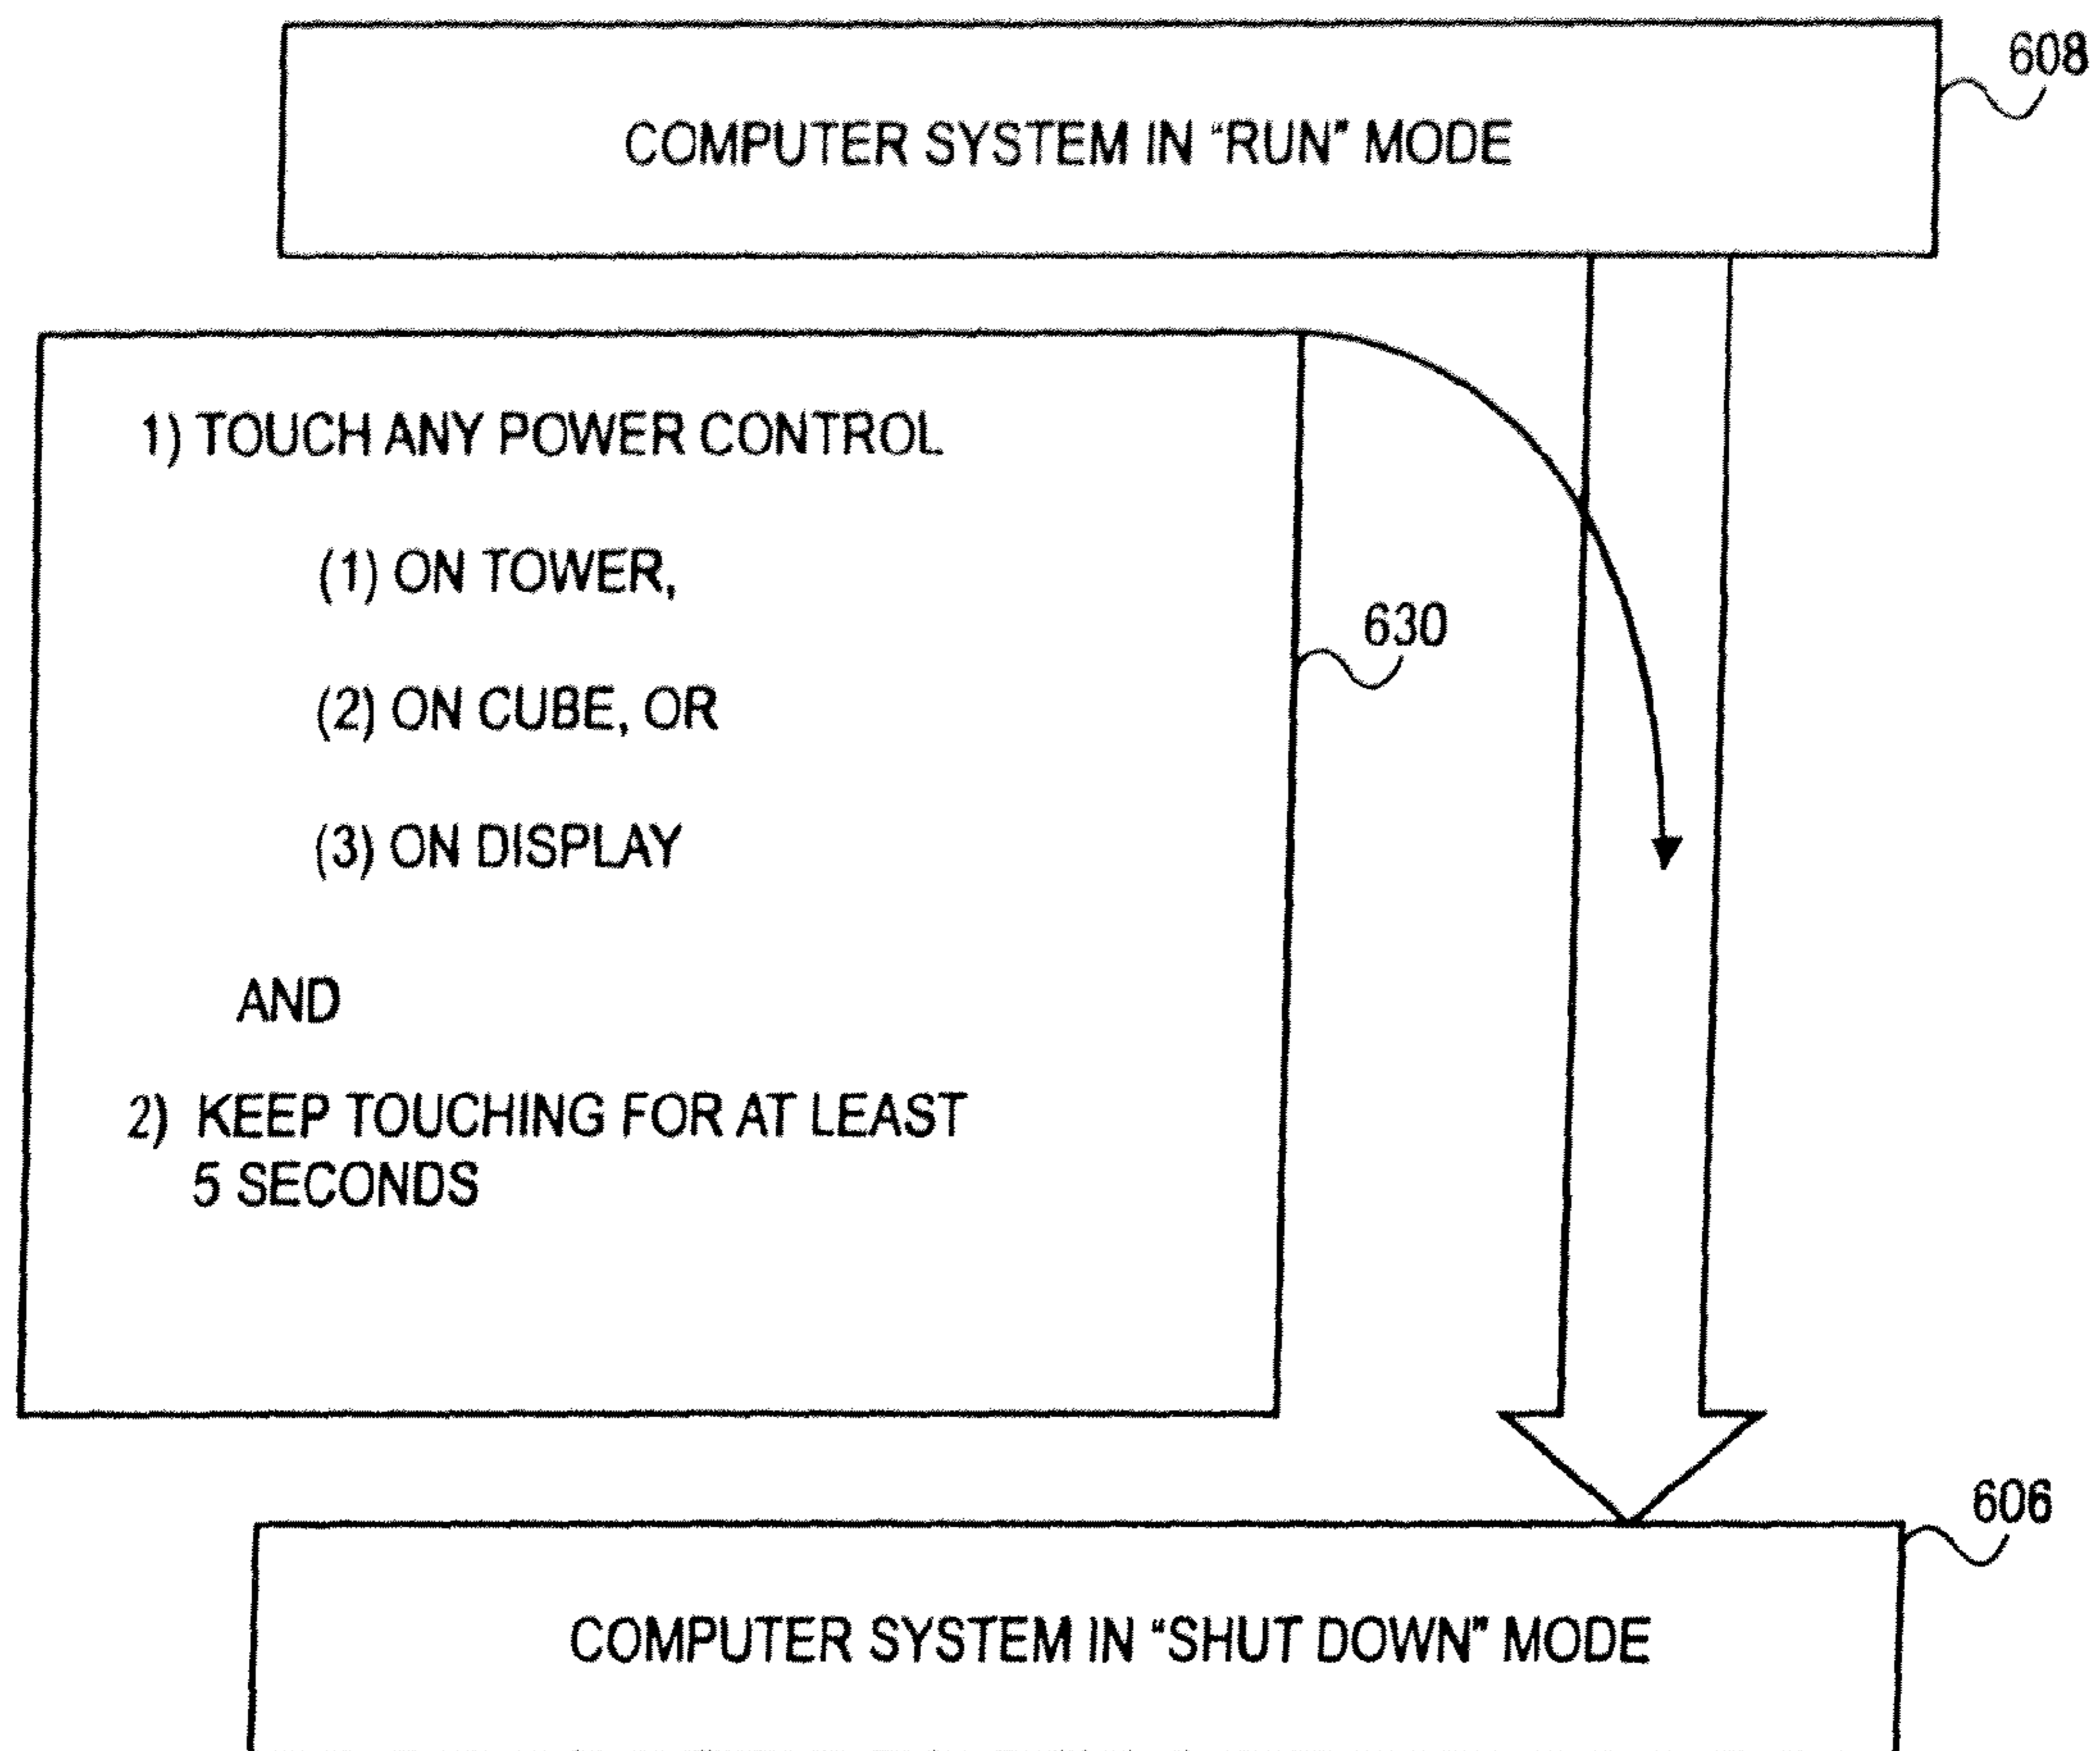 608
COMPUTER SYSTEM IN "RUN" MODE
1) TOUCH ANY POWER CONTROL
(1) ON TOWER,
630
(2) ON CUBE, OR
(3) ON DISPLAY
AND
2) KEEP TOUCHING FOR AT LEAST
5 SECONDS
606
COMPUTER SYSTEM IN "SHUT DOWN" MODE